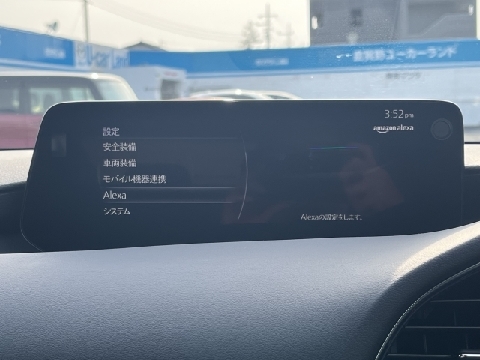 ユーカーランド
3:52pm
設定
amazon alexa
安全装備
車両装備
モバイル機器連携
Alexa
システム
Alexaの設定をします。